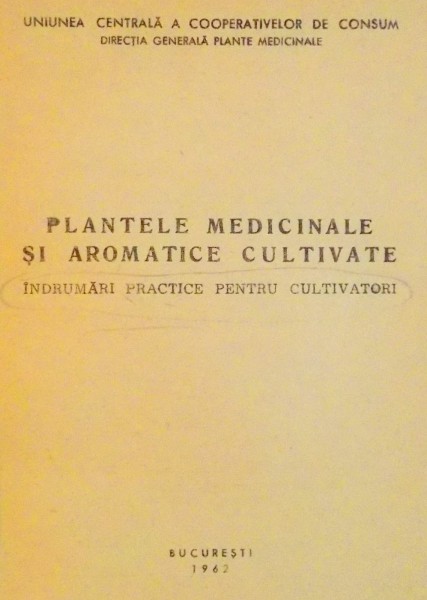 UNIUNEA CENTRALĂ A COOPERATIVELOR DE CONSUM
DIRECȚIA GENERALĂ PLANTE MEDICINALE
PLANTELE MEDICINALE
ȘI AROMATICE CULTIVATE
ÎNDRUMĂRI PRACTICE PENTRU CULTIVATORI
BUCUREȘTI
1962